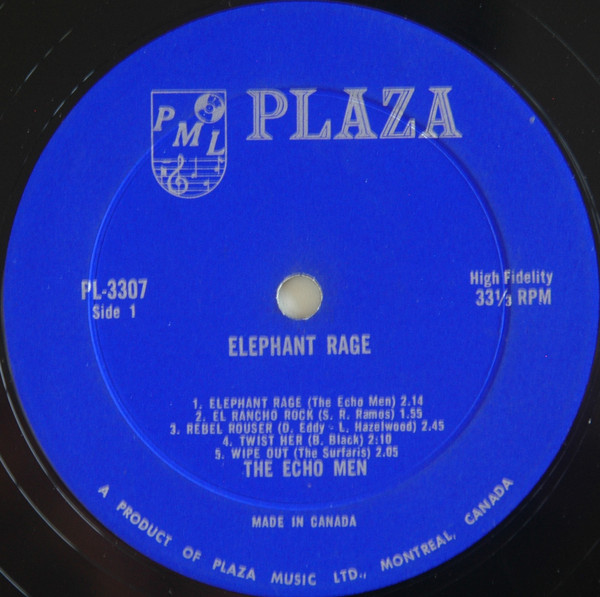 PML
PLAZA
PL-3307
Side 1
High Fidelity
33⅓ RPM
ELEPHANT RAGE
1. ELEPHANT RAGE (The Echo Men) 2.14
2. EL RANCHO ROCK (S. R. Ramos) 1.55
3. REBEL ROUSER (D. Eddy - L. Hazelwood) 2.45
4. TWIST HER (B. Black) 2:10
5. WIPE OUT (The Surfaris) 2.05
THE ECHO MEN
MADE IN CANADA
A PRODUCT OF PLAZA MUSIC LTD., MONTREAL, CANADA